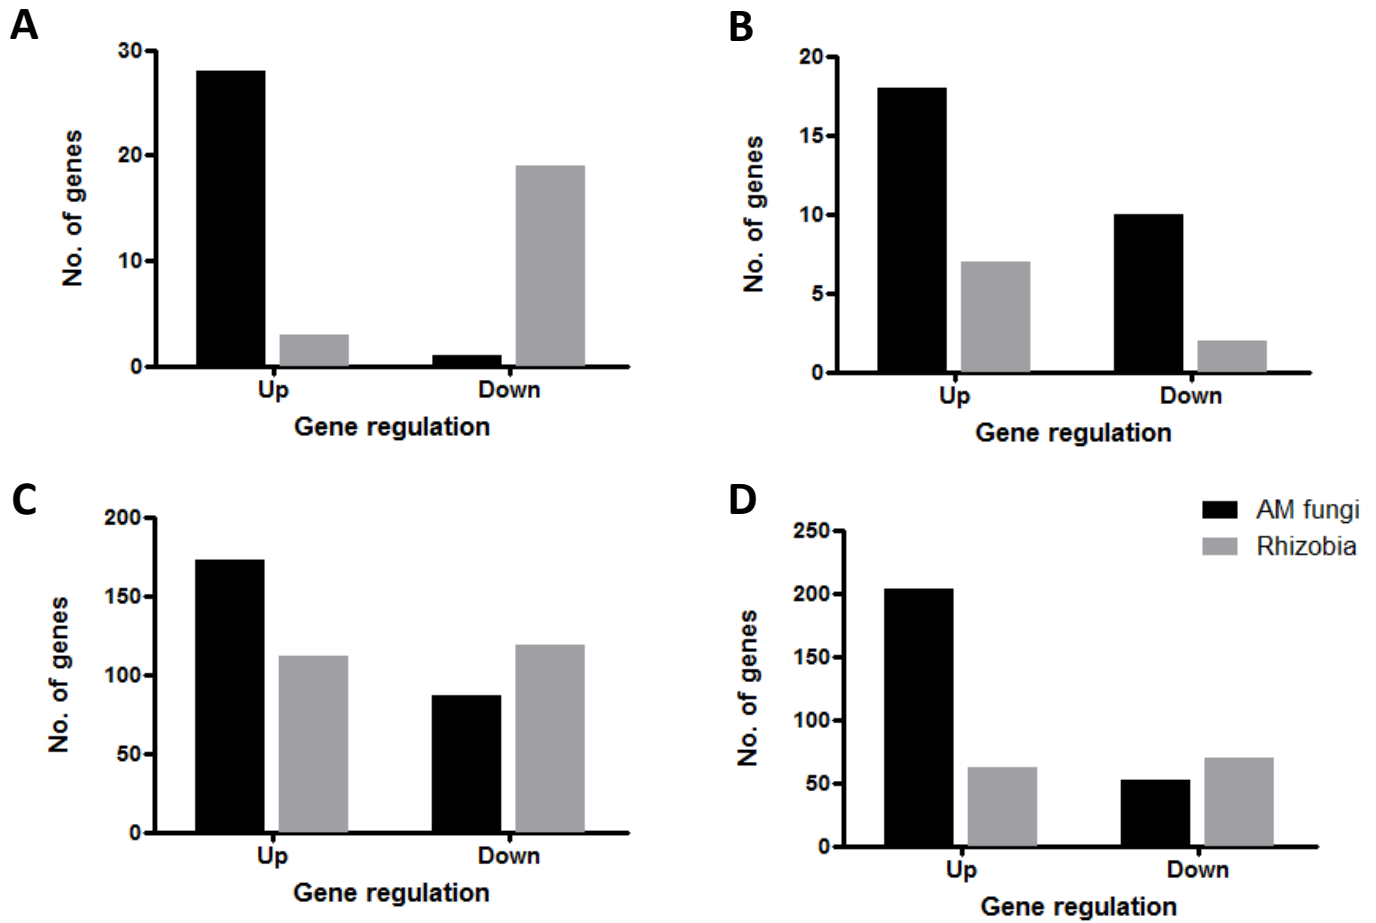 A
30
20
10
0
No. of genes
Up
Down
Gene regulation
B
20
15
10
5
0
No. of genes
Up
Down
Gene regulation
C
200
150
100
50
0
No. of genes
Up
Down
Gene regulation
D
250
200
150
100
50
0
No. of genes
Up
Down
Gene regulation
AM fungi
Rhizobia